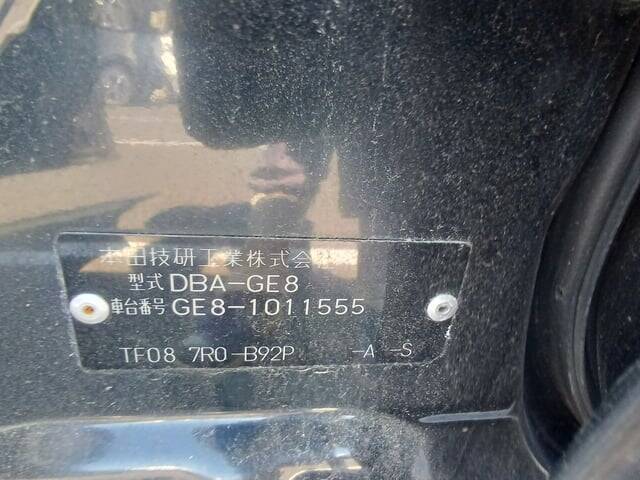 本田技研工業株式会社
型式 DBA-GE8
車台番号 GE8-1011555
TF08 7R0-B92P -A -S